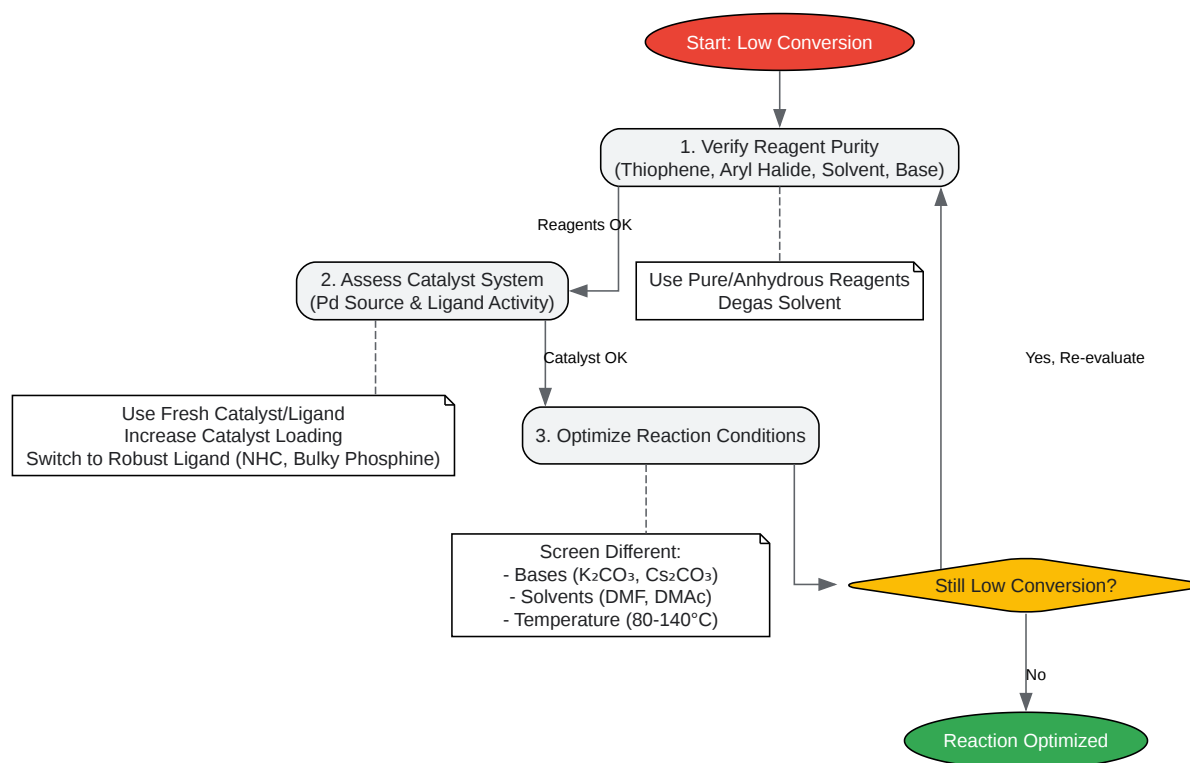 Start: Low Conversion
1. Verify Reagent Purity
(Thiophene, Aryl Halide, Solvent, Base)
Reagents OK
2. Assess Catalyst System
(Pd Source & Ligand Activity)
Use Pure/Anhydrous Reagents
Degas Solvent
Catalyst OK
Yes, Re-evaluate
Use Fresh Catalyst/Ligand
Increase Catalyst Loading
Switch to Robust Ligand (NHC, Bulky Phosphine)
3. Optimize Reaction Conditions
Screen Different:
- Bases (K₂CO₃, Cs₂CO₃)
- Solvents (DMF, DMAc)
- Temperature (80-140°C)
Still Low Conversion?
No
Reaction Optimized